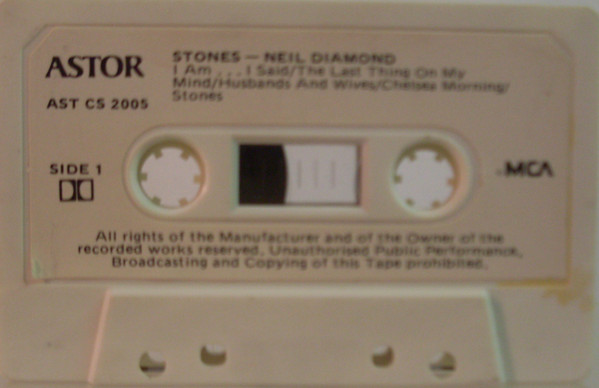 ASTOR
AST CS 2005
STONES — NEIL DIAMOND
I Am . . . I Said/The Last Thing On My
Mind/Husbands And Wives/Chelsea Morning/
Stones
SIDE 1
MCA
All rights of the Manufacturer and of the Owner of the
recorded works reserved. Unauthorised Public Performance,
Broadcasting and Copying of this Tape prohibited.